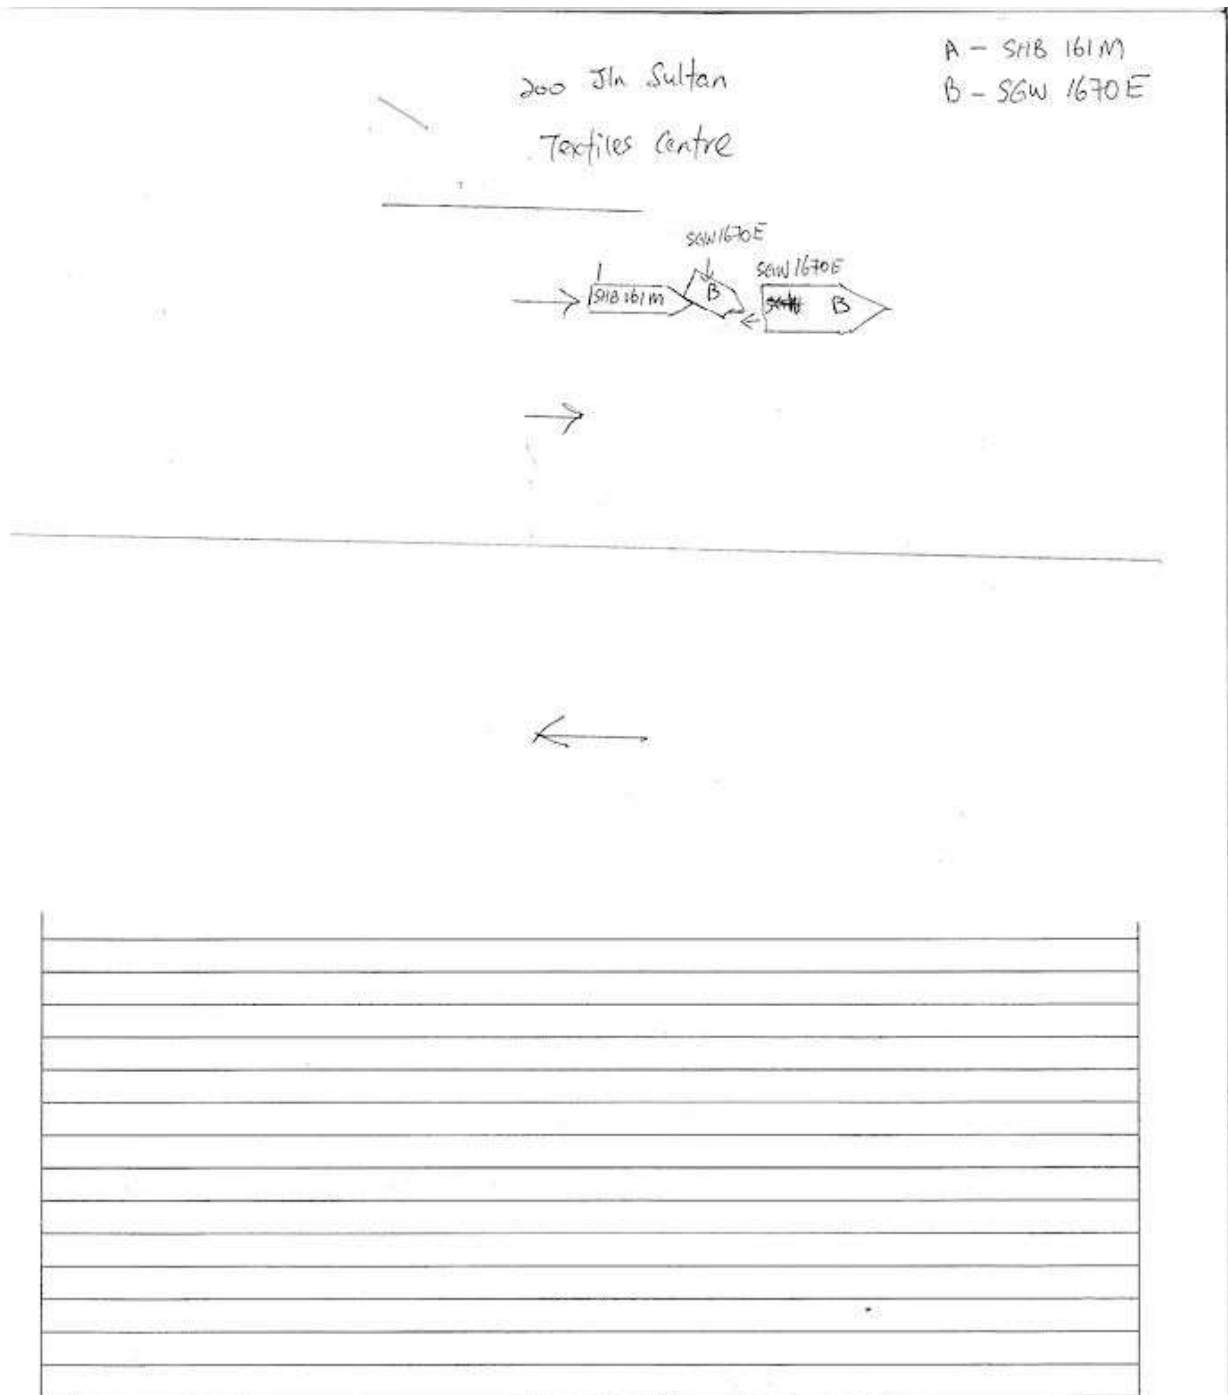 A - SHB 161M
B - SGW 1670E
200 Jln Sultan
Textiles Centre
SGW1670E
SGW 1670E
SHB 161M
B
B